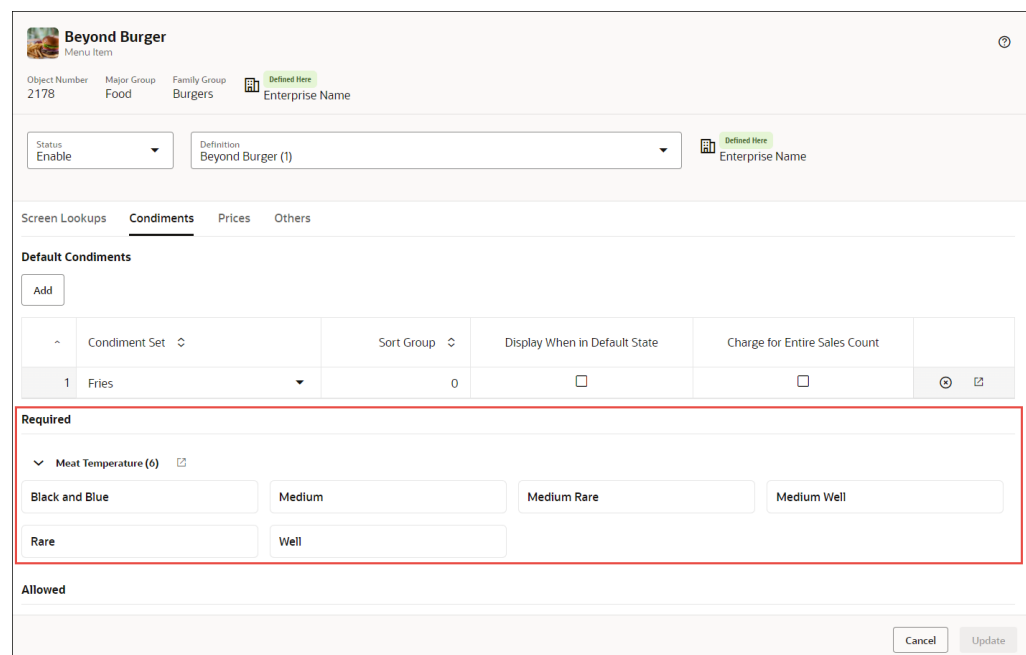 Beyond Burger
Menu Item
Object Number Major Group Family Group Defined Here
2178 Food Burgers Enterprise Name
Status Definition Defined Here
Enable Beyond Burger (1) Enterprise Name
Screen Lookups Condiments Prices Others
Default Condiments
Add
Condiment Set Sort Group Display When in Default State Charge for Entire Sales Count
1 Fries 0
Required
Meat Temperature (6)
Black and Blue Medium Medium Rare Medium Well
Rare Well
Allowed
Cancel Update